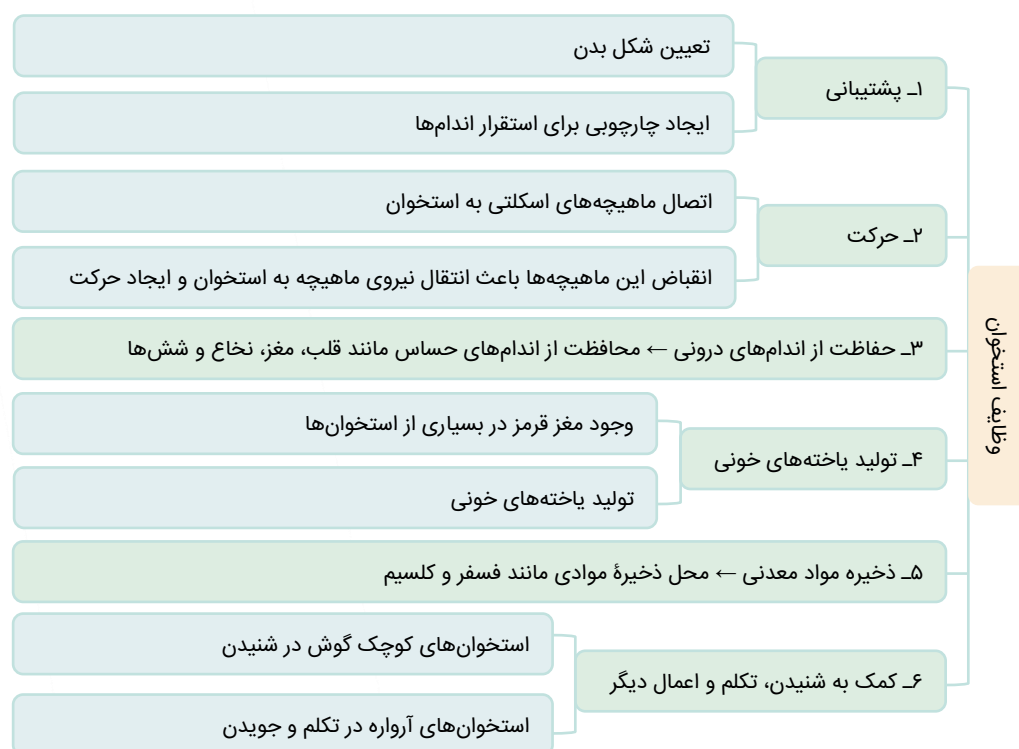 وظایف استخوان
۱ـ پشتیبانی
تعیین شکل بدن
ایجاد چارچوبی برای استقرار اندام‌ها
۲ـ حرکت
اتصال ماهیچه‌های اسکلتی به استخوان
انقباض این ماهیچه‌ها باعث انتقال نیروی ماهیچه به استخوان و ایجاد حرکت
۳ـ حفاظت از اندام‌های درونی ← محافظت از اندام‌های حساس مانند قلب، مغز، نخاع و شش‌ها
۴ـ تولید یاخته‌های خونی
وجود مغز قرمز در بسیاری از استخوان‌ها
تولید یاخته‌های خونی
۵ـ ذخیره مواد معدنی ← محل ذخیرهٔ موادی مانند فسفر و کلسیم
۶ـ کمک به شنیدن، تکلم و اعمال دیگر
استخوان‌های کوچک گوش در شنیدن
استخوان‌های آرواره در تکلم و جویدن